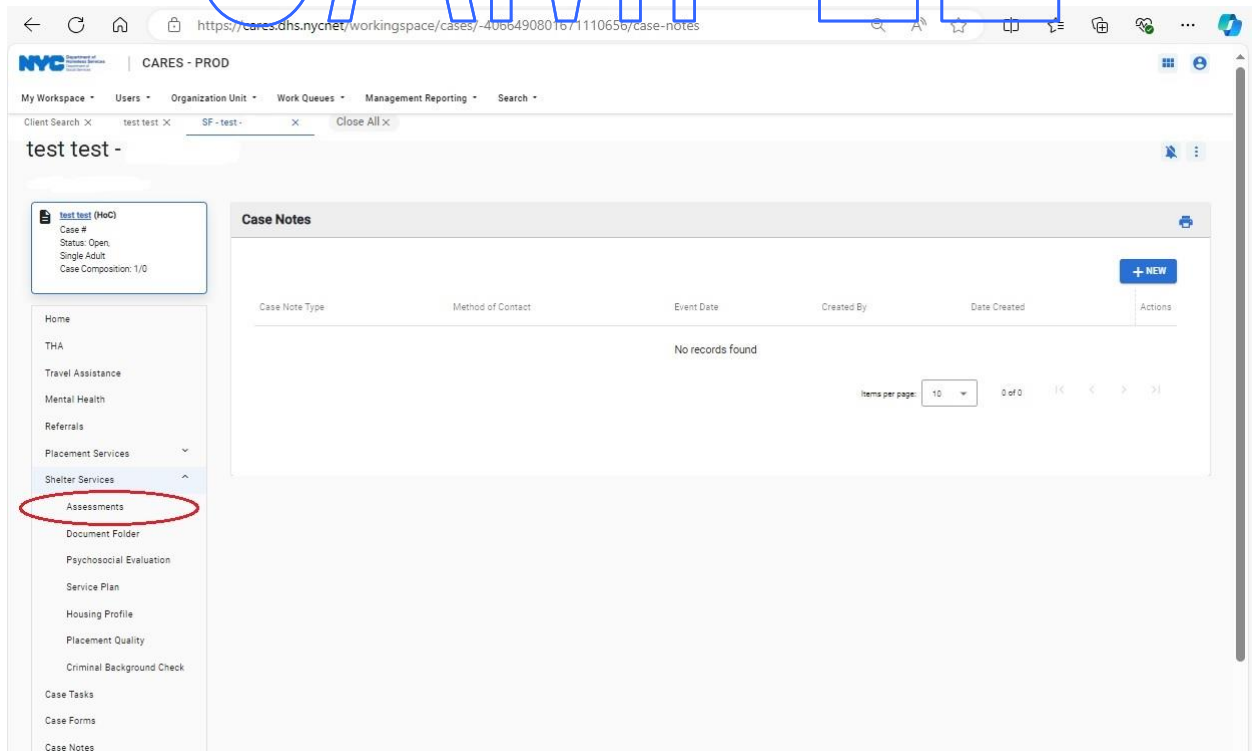 https://cares.dhs.nycnet/workingspace/cases/-4066490801671110656/case-notes
NYC Department of Homeless Services | CARES - PROD
My Workspace Users Organization Unit Work Queues Management Reporting Search
Client Search X test test X SF - test - X Close All X
test test -
test test (HoC)
Case #
Status: Open,
Single Adult
Case Composition: 1/0
Case Notes
+ NEW
Case Note Type Method of Contact Event Date Created By Date Created Actions
No records found
Items per page: 10 0 of 0
Home
THA
Travel Assistance
Mental Health
Referrals
Placement Services
Shelter Services
Assessments
Document Folder
Psychosocial Evaluation
Service Plan
Housing Profile
Placement Quality
Criminal Background Check
Case Tasks
Case Forms
Case Notes